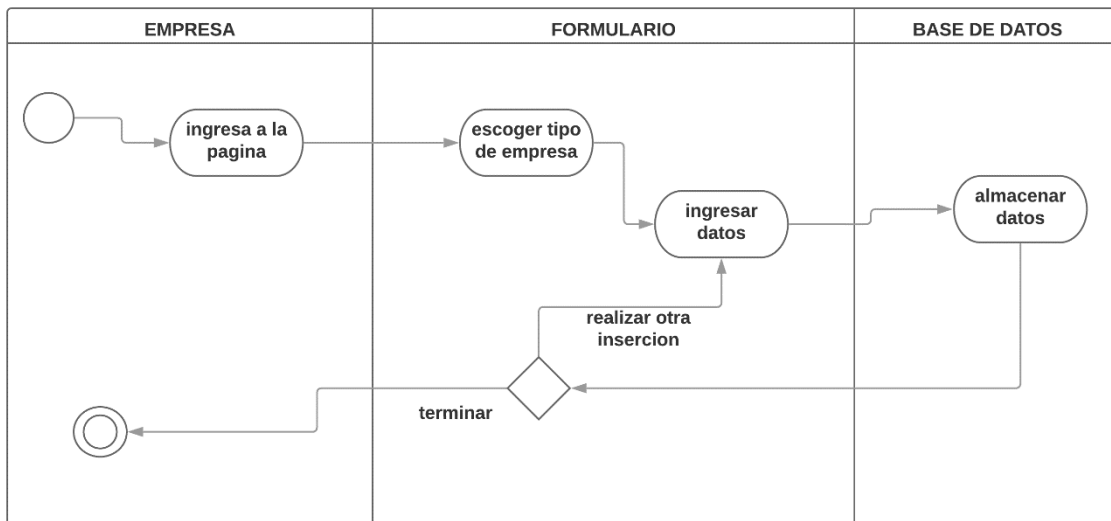 EMPRESA
FORMULARIO
BASE DE DATOS
ingresa a la
pagina
escoger tipo
de empresa
ingresar
datos
almacenar
datos
realizar otra
insercion
terminar